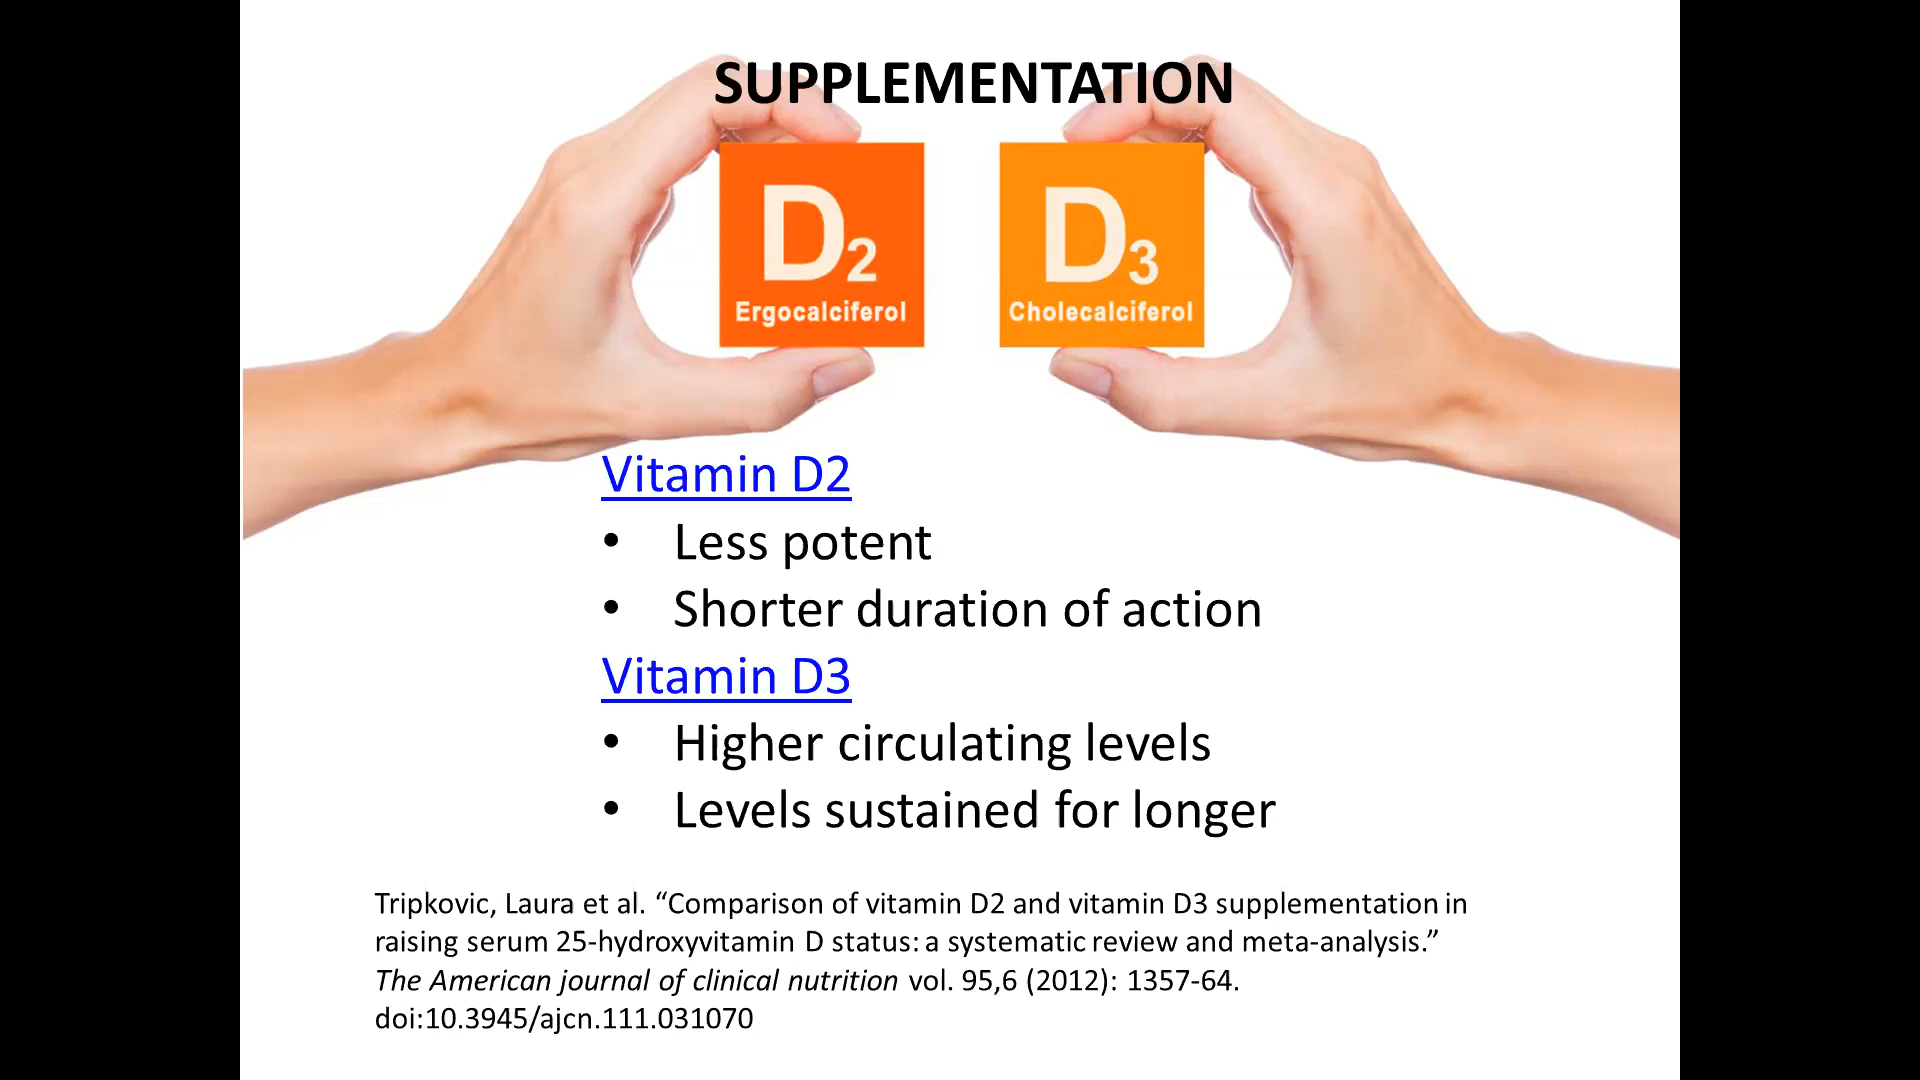 SUPPLEMENTATION
D2
Ergocalciferol
D3
Cholecalciferol
Vitamin D2
• Less potent
• Shorter duration of action
Vitamin D3
• Higher circulating levels
• Levels sustained for longer
Tripkovic, Laura et al. “Comparison of vitamin D2 and vitamin D3 supplementation in
raising serum 25-hydroxyvitamin D status: a systematic review and meta-analysis.”
The American journal of clinical nutrition vol. 95,6 (2012): 1357-64.
doi:10.3945/ajcn.111.031070